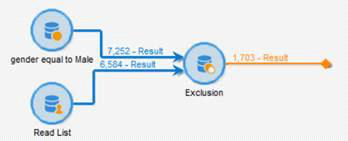 7,252 - Result
gender equal to Male
6,584 - Result
1,703 - Result
Exclusion
Read List